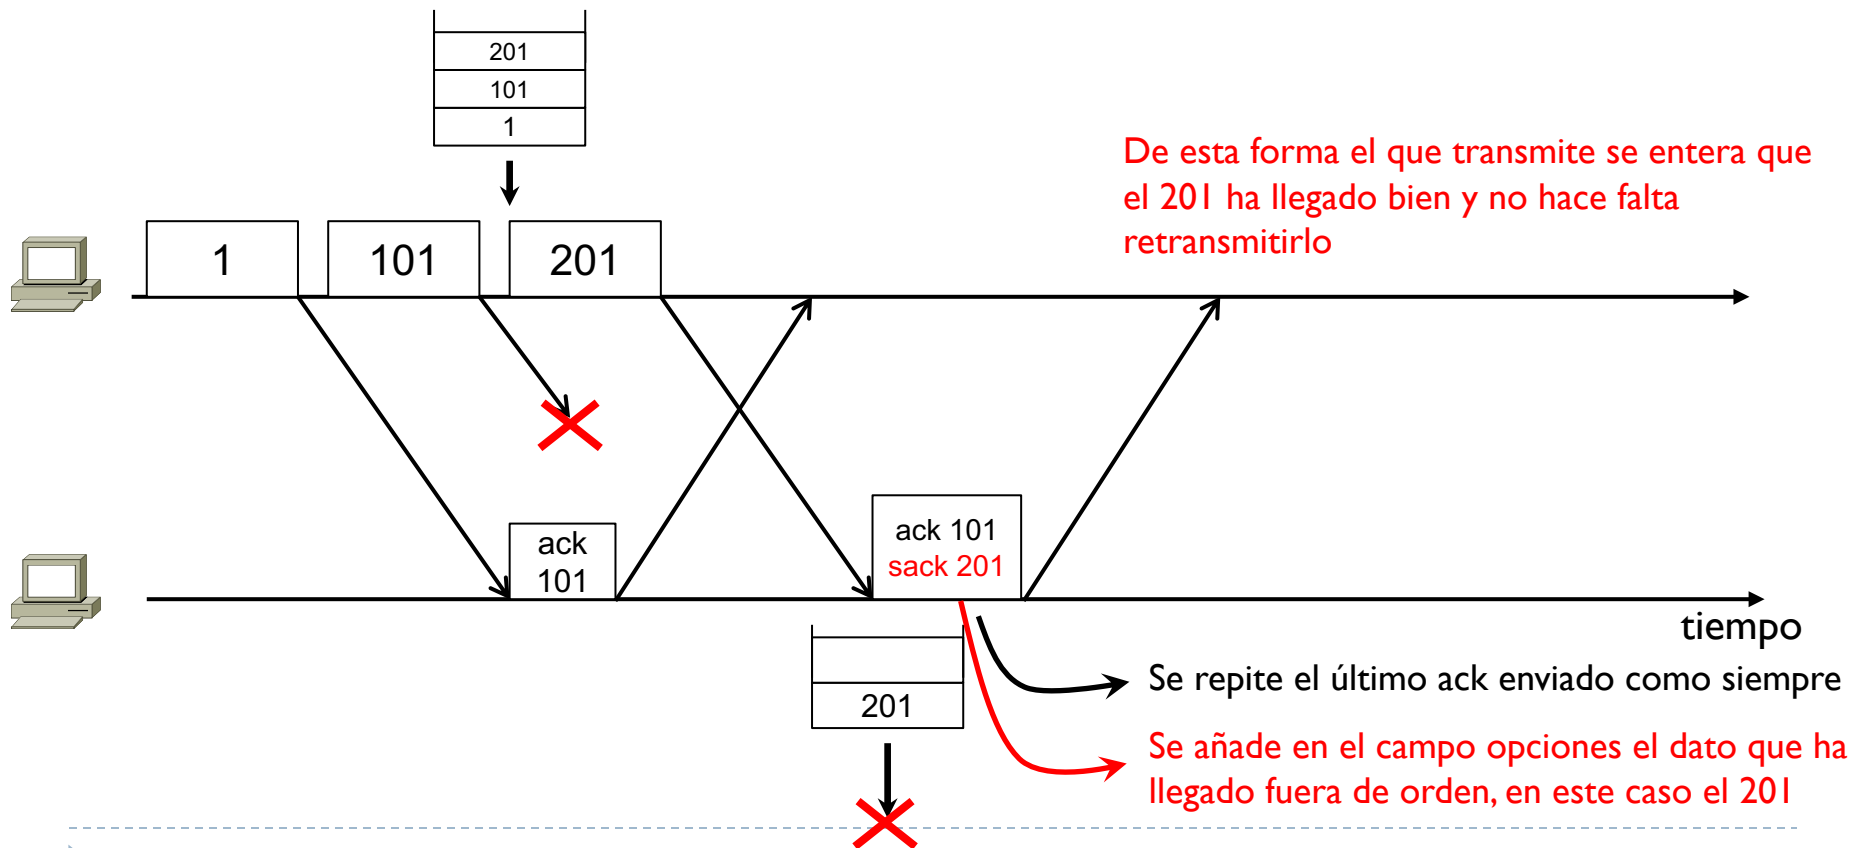 201
101
1
De esta forma el que transmite se entera que
el 201 ha llegado bien y no hace falta
retransmitirlo
1
101
201
ack
101
ack 101
sack 201
tiempo
201
Se repite el último ack enviado como siempre
Se añade en el campo opciones el dato que ha
llegado fuera de orden, en este caso el 201